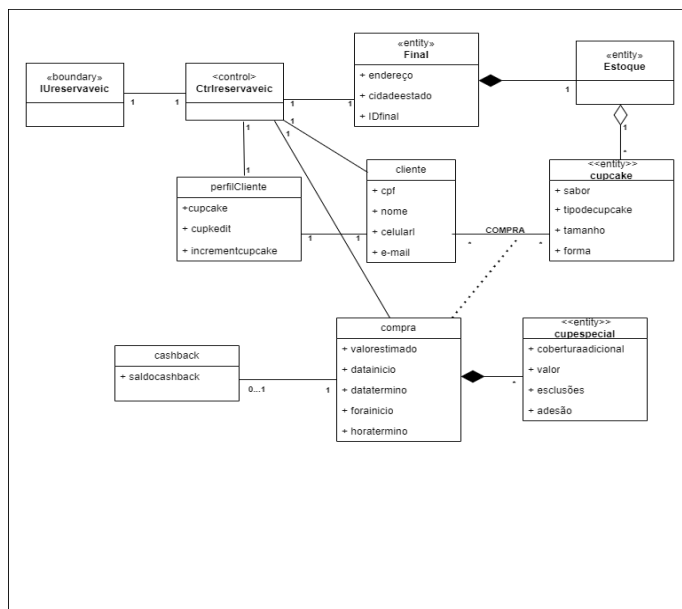 «boundary»
IUreservaveic
1
1
<control>
CtrIreservaveic
1
1
1
1
«entity»
Final
+ endereço
+ cidadeestado
+ IDfinal
1
1
«entity»
Estoque
1
*
<<entity>>
cupcake
+ sabor
+ tipodecupcake
+ tamanho
+ forma
perfilCliente
+cupcake
+ cupkedit
+ incrementcupcake
1
1
1
cliente
+ cpf
+ nome
+ celularl
+ e-mail
*
COMPRA
*
compra
+ valorestimado
+ datainicio
+ datatermino
+ forainicio
+ horatermino
<<entity>>
cupespecial
+ coberturaadicional
+ valor
+ esclusões
+ adesão
*
cashback
+ saldocashback
0...1
1